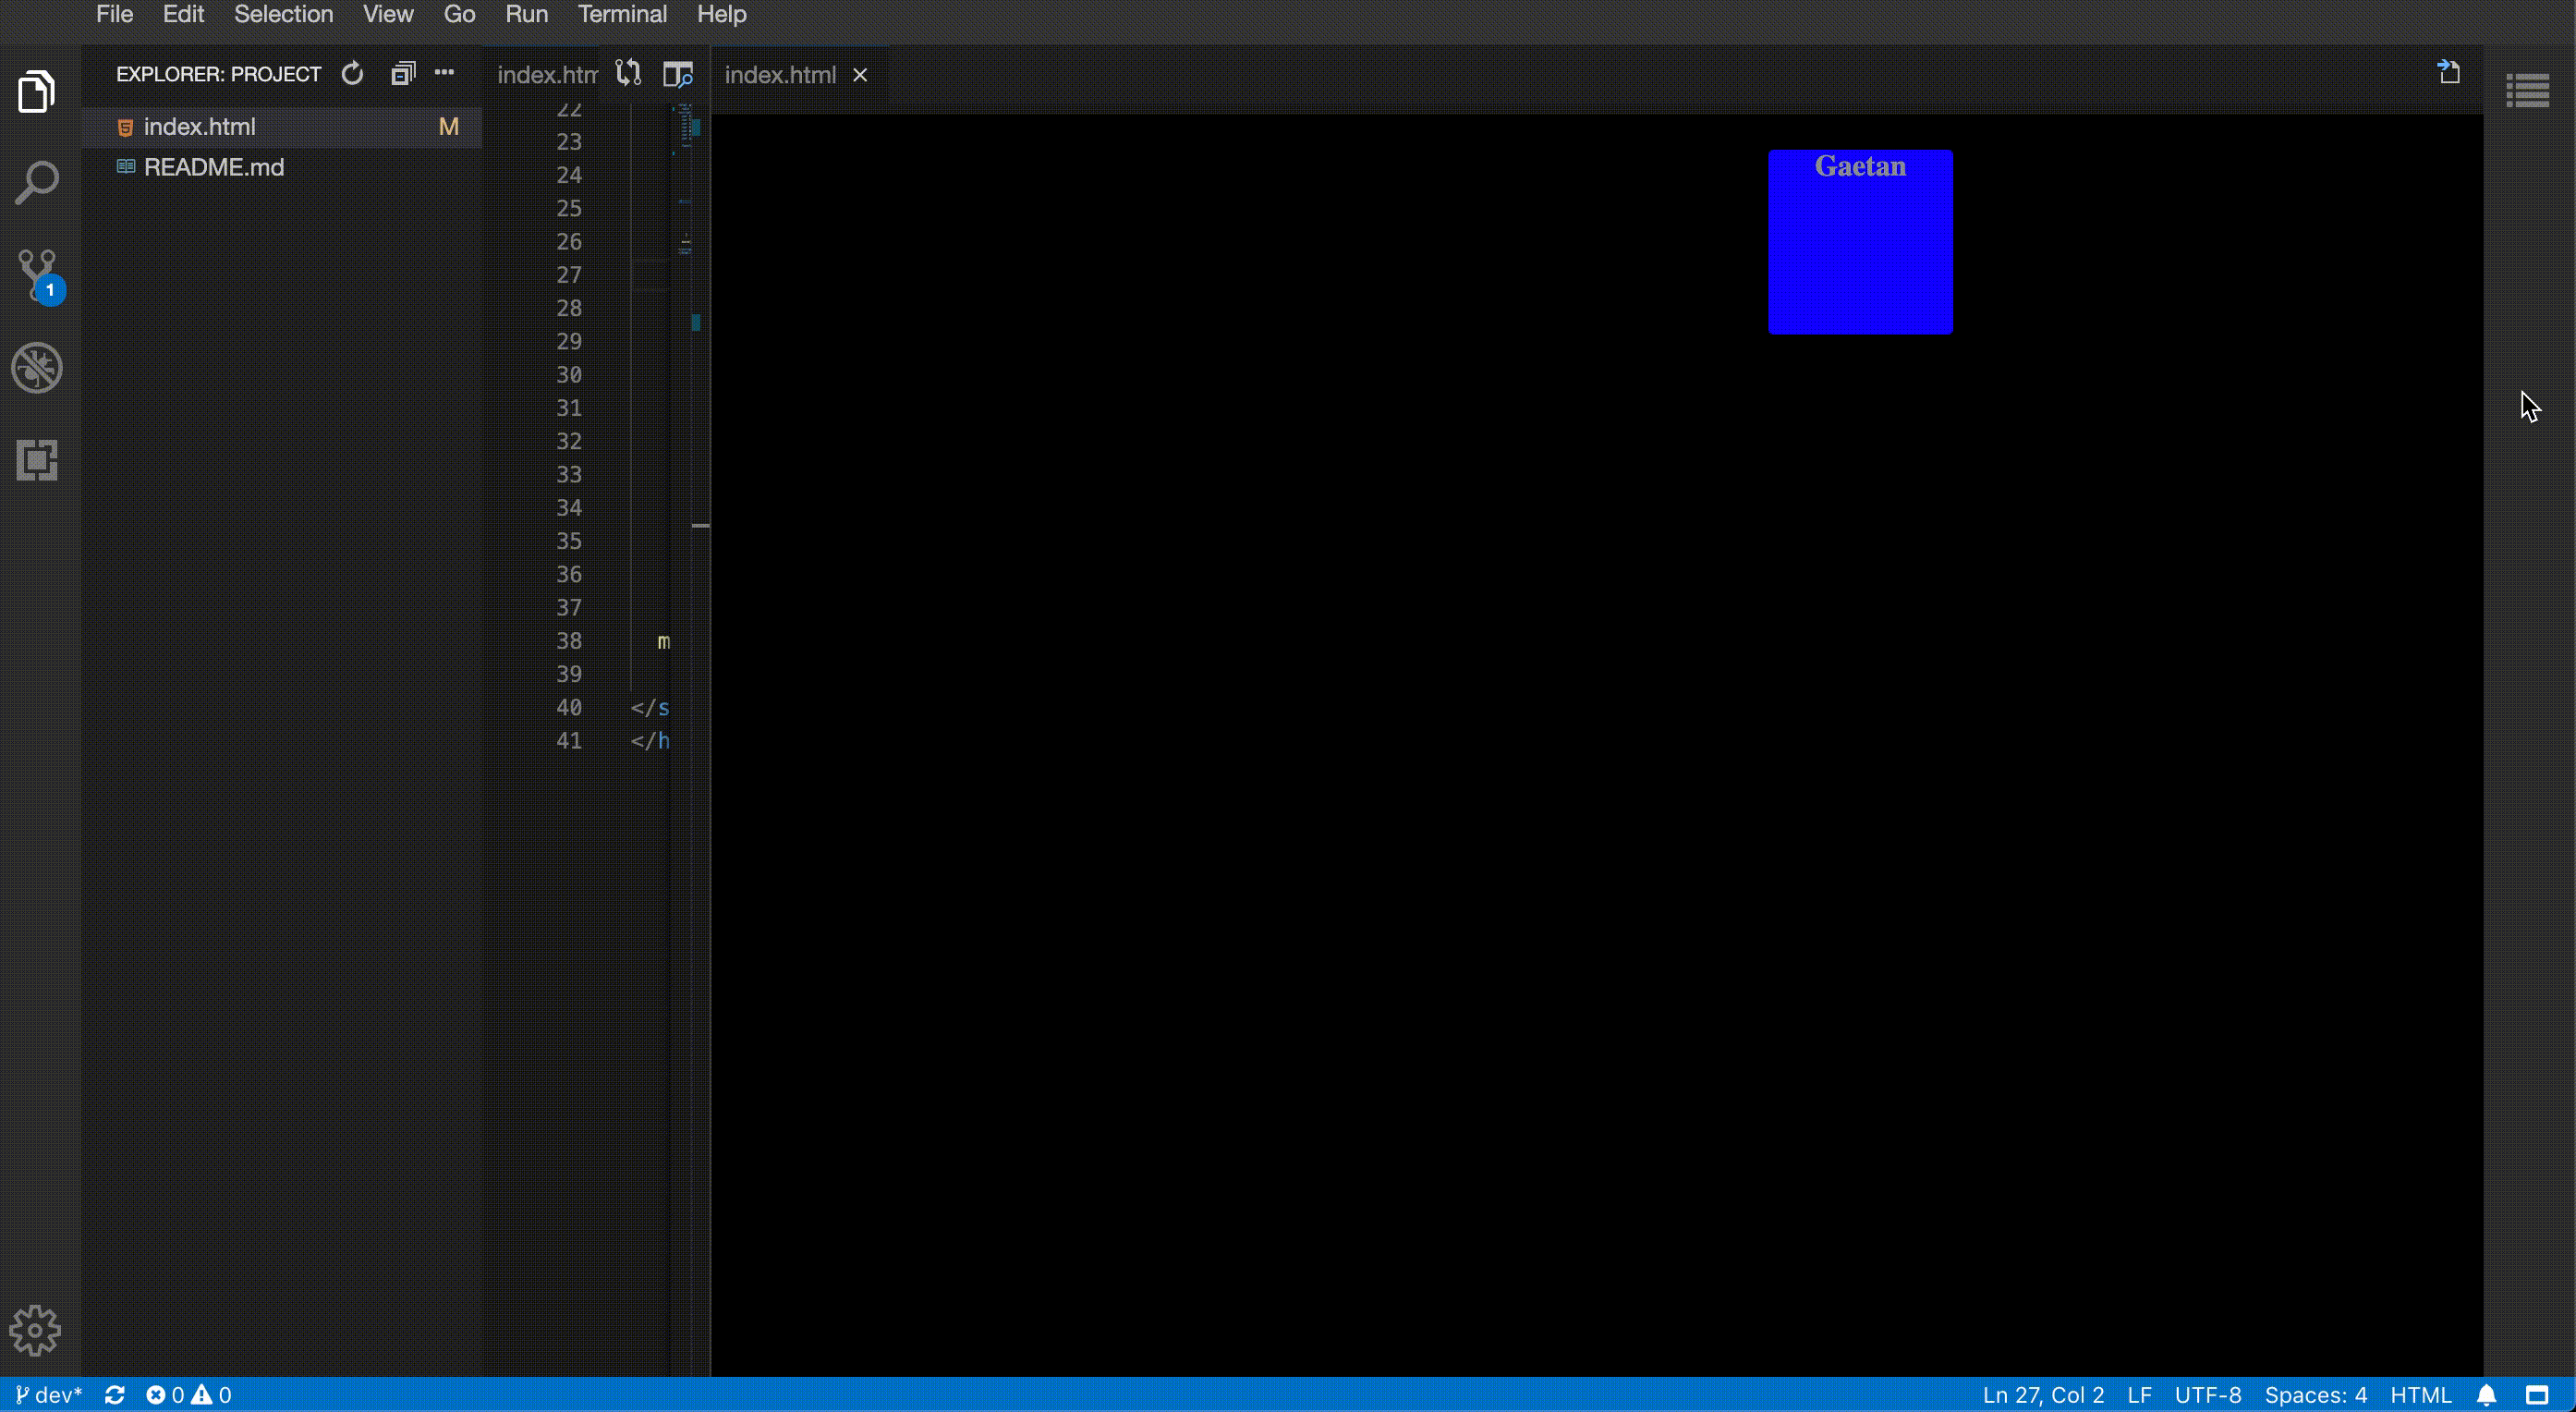 File Edit Selection View Go Run Terminal Help
EXPLORER: PROJECT
index.html M
README.md
1
index.htm
22
23
24
25
26
27
28
29
30
31
32
33
34
35
36
37
38 m
39
40 </s
41 </h
index.html
Gaetan
dev* 0 0 Ln 27, Col 2 LF UTF-8 Spaces: 4 HTML